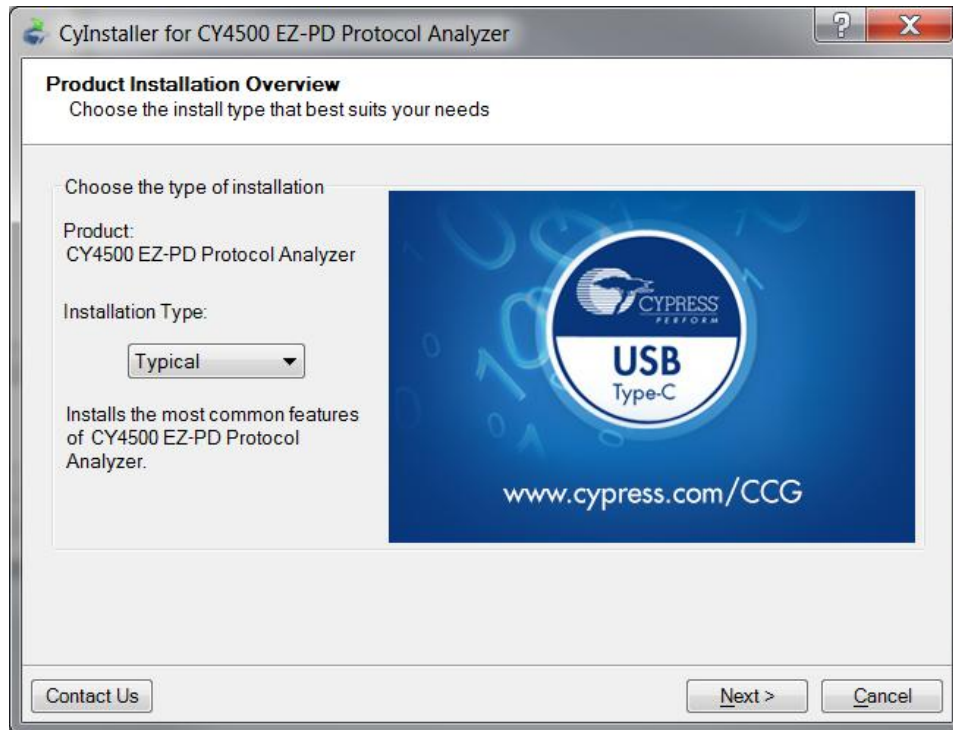 CyInstaller for CY4500 EZ-PD Protocol Analyzer
Product Installation Overview
Choose the install type that best suits your needs
Choose the type of installation
Product:
CY4500 EZ-PD Protocol Analyzer
Installation Type:
Typical
Installs the most common features
of CY4500 EZ-PD Protocol
Analyzer.
CYPRESS
PERFORM
USB
Type-C
www.cypress.com/CCG
Contact Us
Next >
Cancel